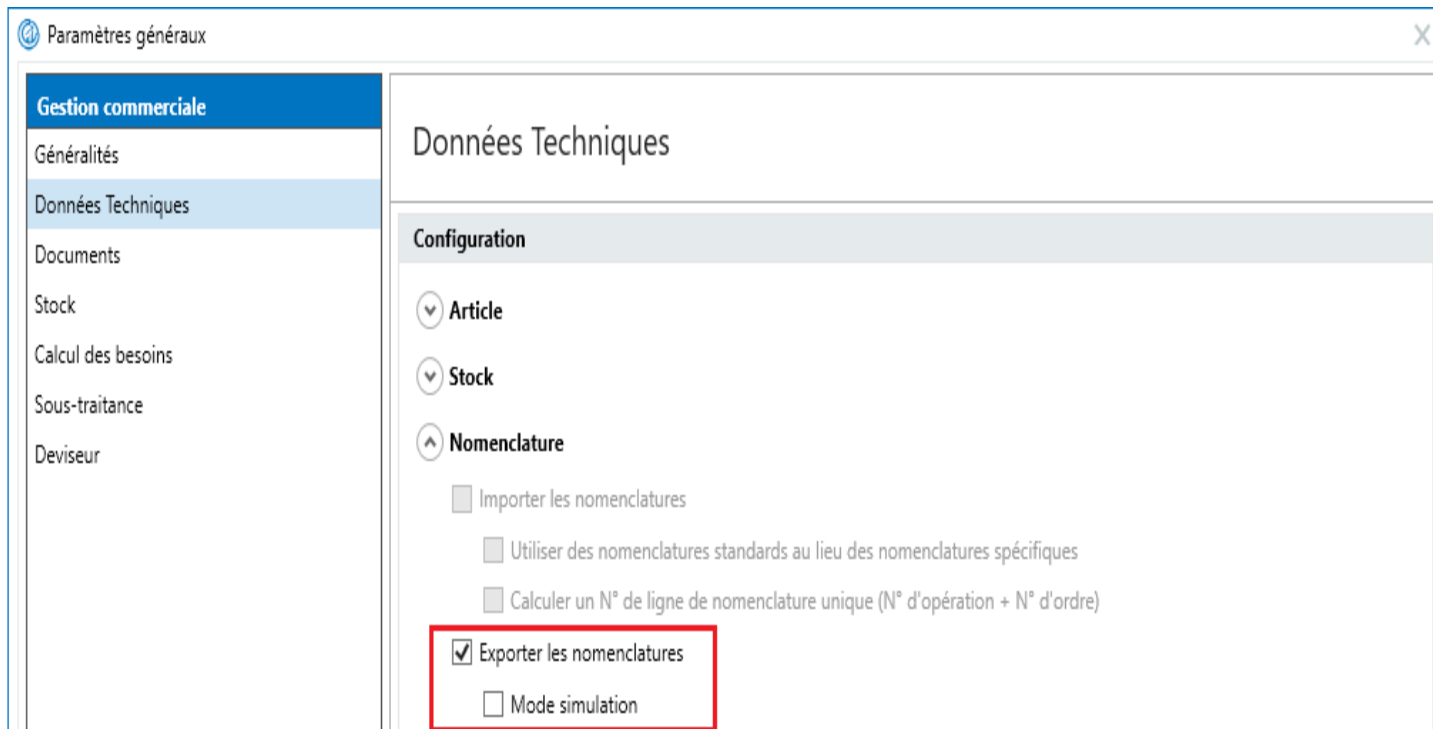 Paramètres généraux
Gestion commerciale
Généralités
Données Techniques
Documents
Stock
Calcul des besoins
Sous-traitance
Deviseur
Données Techniques
Configuration
Article
Stock
Nomenclature
Importer les nomenclatures
Utiliser des nomenclatures standards au lieu des nomenclatures spécifiques
Calculer un N° de ligne de nomenclature unique (N° d'opération + N° d'ordre)
Exporter les nomenclatures
Mode simulation